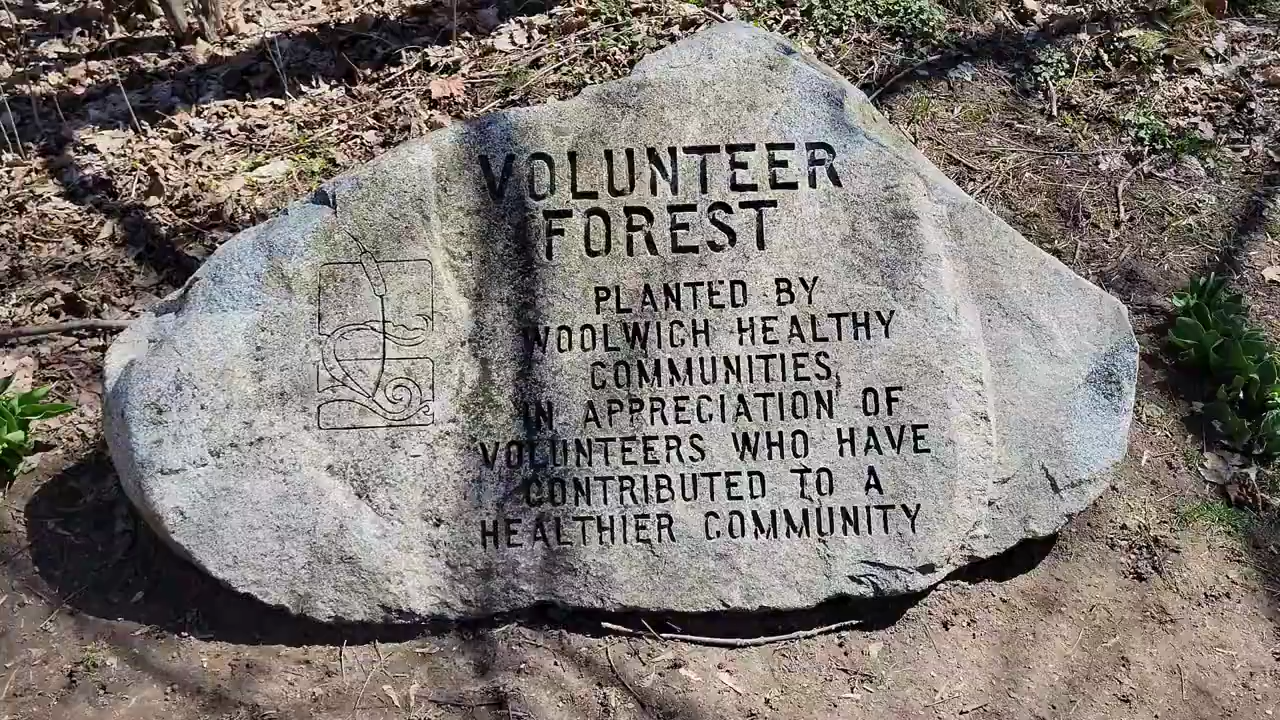 VOLUNTEER
FOREST
PLANTED BY
WOOLWICH HEALTHY
COMMUNITIES,
IN APPRECIATION OF
VOLUNTEERS WHO HAVE
CONTRIBUTED TO A
HEALTHIER COMMUNITY